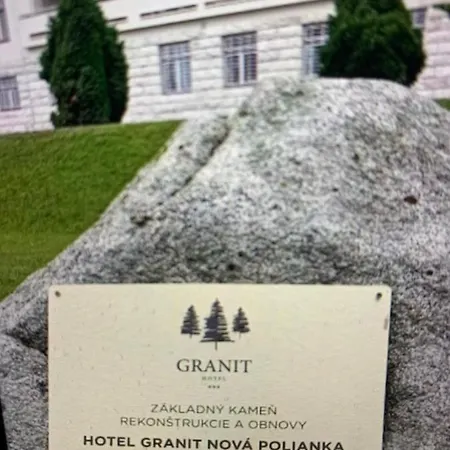 GRANIT
HOTEL
***
ZÁKLADNÝ KAMEŇ
REKONŠTRUKCIE A OBNOVY
HOTEL GRANIT NOVÁ POLIANKA